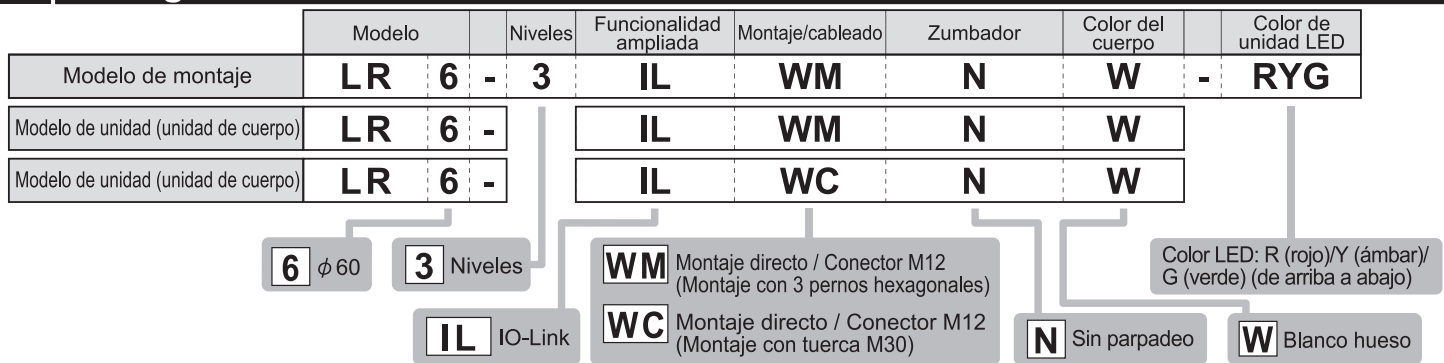 Modelo
Niveles
Funcionalidad
ampliada
Montaje/cableado
Zumbador
Color del
cuerpo
Color de
unidad LED
Modelo de montaje LR 6 - 3 IL WM N W - RYG
Modelo de unidad (unidad de cuerpo) LR 6 - IL WM N W
Modelo de unidad (unidad de cuerpo) LR 6 - IL WC N W
6 ϕ60
3 Niveles
IL IO-Link
WM Montaje directo / Conector M12
(Montaje con 3 pernos hexagonales)
WC Montaje directo / Conector M12
(Montaje con tuerca M30)
N Sin parpadeo
W Blanco hueso
Color LED: R (rojo)/Y (ámbar)/
G (verde) (de arriba a abajo)